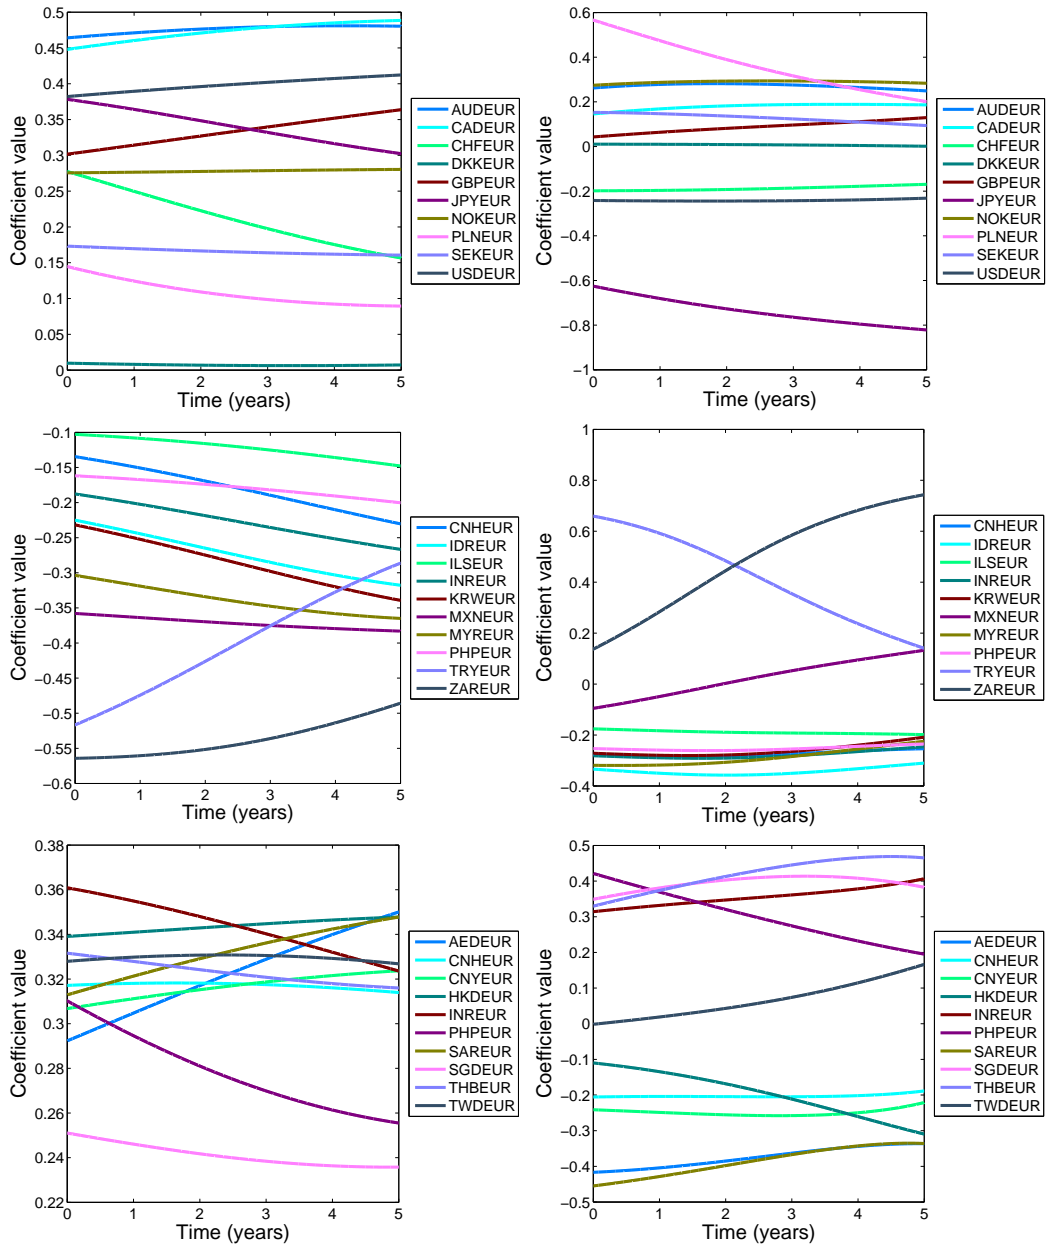 0.5
0.45
0.4
0.35
0.3
0.25
0.2
0.15
0.1
0.05
0
0 1 2 3 4 5
Time (years)
Coefficient value
AUDEUR
CADEUR
CHFEUR
DKKEUR
GBPEUR
JPYEUR
NOKEUR
PLNEUR
SEKEUR
USDEUR
0.6
0.4
0.2
0
−0.2
−0.4
−0.6
−0.8
−1
0 1 2 3 4 5
Time (years)
Coefficient value
AUDEUR
CADEUR
CHFEUR
DKKEUR
GBPEUR
JPYEUR
NOKEUR
PLNEUR
SEKEUR
USDEUR
−0.1
−0.15
−0.2
−0.25
−0.3
−0.35
−0.4
−0.45
−0.5
−0.55
−0.6
0 1 2 3 4 5
Time (years)
Coefficient value
CNHEUR
IDREUR
ILSEUR
INREUR
KRWEUR
MXNEUR
MYREUR
PHPEUR
TRYEUR
ZAREUR
1
0.8
0.6
0.4
0.2
0
−0.2
−0.4
0 1 2 3 4 5
Time (years)
Coefficient value
CNHEUR
IDREUR
ILSEUR
INREUR
KRWEUR
MXNEUR
MYREUR
PHPEUR
TRYEUR
ZAREUR
0.38
0.36
0.34
0.32
0.3
0.28
0.26
0.24
0.22
0 1 2 3 4 5
Time (years)
Coefficient value
AEDEUR
CNHEUR
CNYEUR
HKDEUR
INREUR
PHPEUR
SAREUR
SGDEUR
THBEUR
TWDEUR
0.5
0.4
0.3
0.2
0.1
0
−0.1
−0.2
−0.3
−0.4
−0.5
0 1 2 3 4 5
Time (years)
Coefficient value
AEDEUR
CNHEUR
CNYEUR
HKDEUR
INREUR
PHPEUR
SAREUR
SGDEUR
THBEUR
TWDEUR